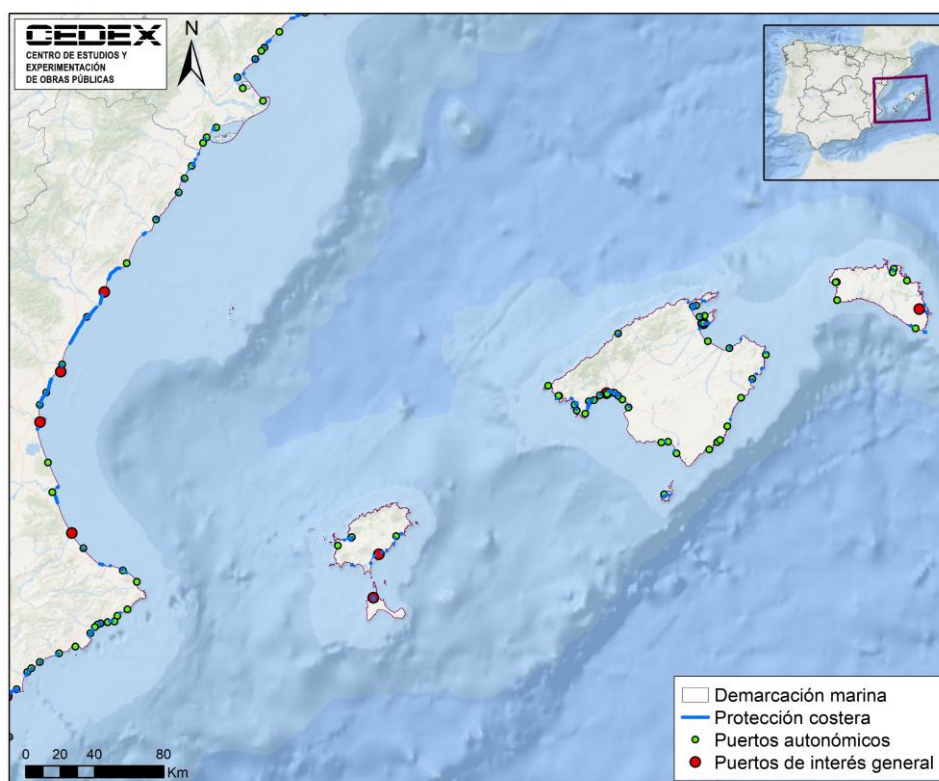 CEDEX
CENTRO DE ESTUDIOS Y
EXPERIMENTACIÓN
DE OBRAS PÚBLICAS
N
Demarcación marina
Protección costera
Puertos autonómicos
Puertos de interés general
0 20 40 80
Km